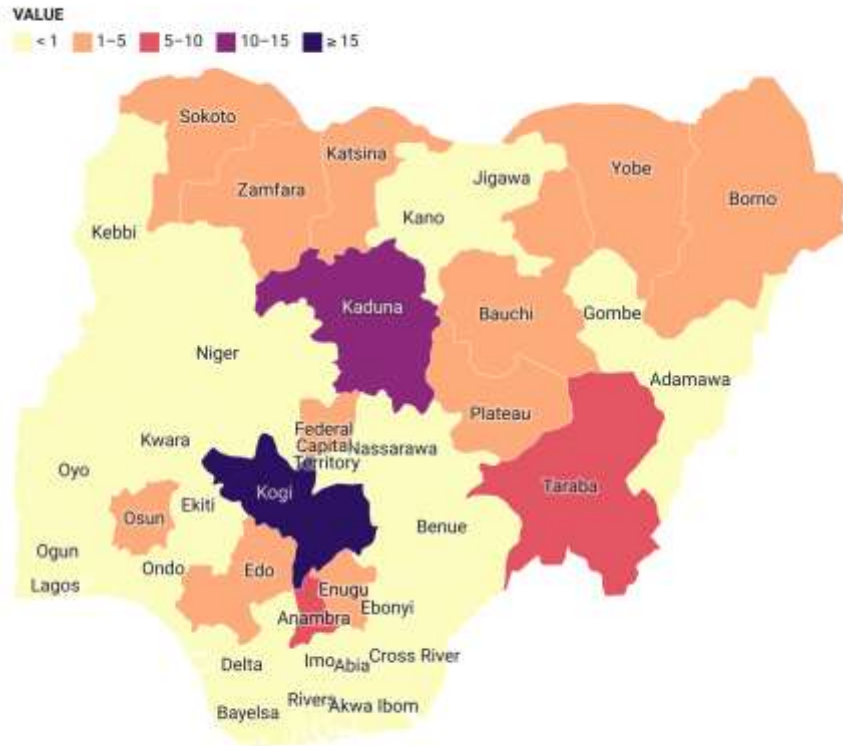 VALUE
< 1 1–5 5–10 10–15 ≥ 15
Sokoto
Katsina
Zamfara
Jigawa
Yobe
Borno
Kano
Kebbi
Kaduna
Bauchi
Gombe
Niger
Adamawa
Plateau
Federal
Capital
Territory
Nassarawa
Kwara
Oyo
Kogi
Taraba
Ekiti
Osun
Benue
Ogun
Ondo
Edo
Lagos
Enugu
Ebonyi
Anambra
Delta
Imo
Abia
Cross River
Rivers
Akwa Ibom
Bayelsa